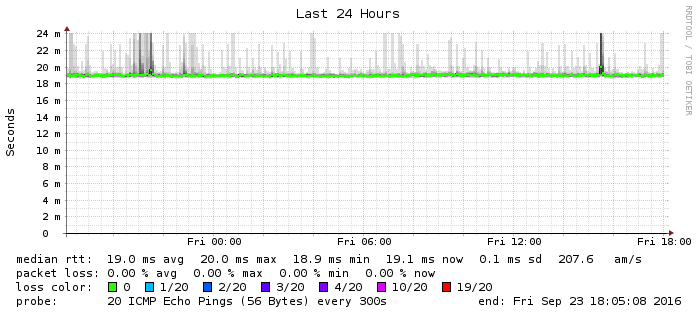 Last 24 Hours
RRDTOOL / TOBI OETIKER
Seconds
24 m
22 m
20 m
18 m
16 m
14 m
12 m
10 m
8 m
6 m
4 m
2 m
0
Fri 00:00 Fri 06:00 Fri 12:00 Fri 18:00
median rtt: 19.0 ms avg 20.0 ms max 18.9 ms min 19.1 ms now 0.1 ms sd 207.6 am/s
packet loss: 0.00 % avg 0.00 % max 0.00 % min 0.00 % now
loss color: 0 1/20 2/20 3/20 4/20 10/20 19/20
probe: 20 ICMP Echo Pings (56 Bytes) every 300s end: Fri Sep 23 18:05:08 2016